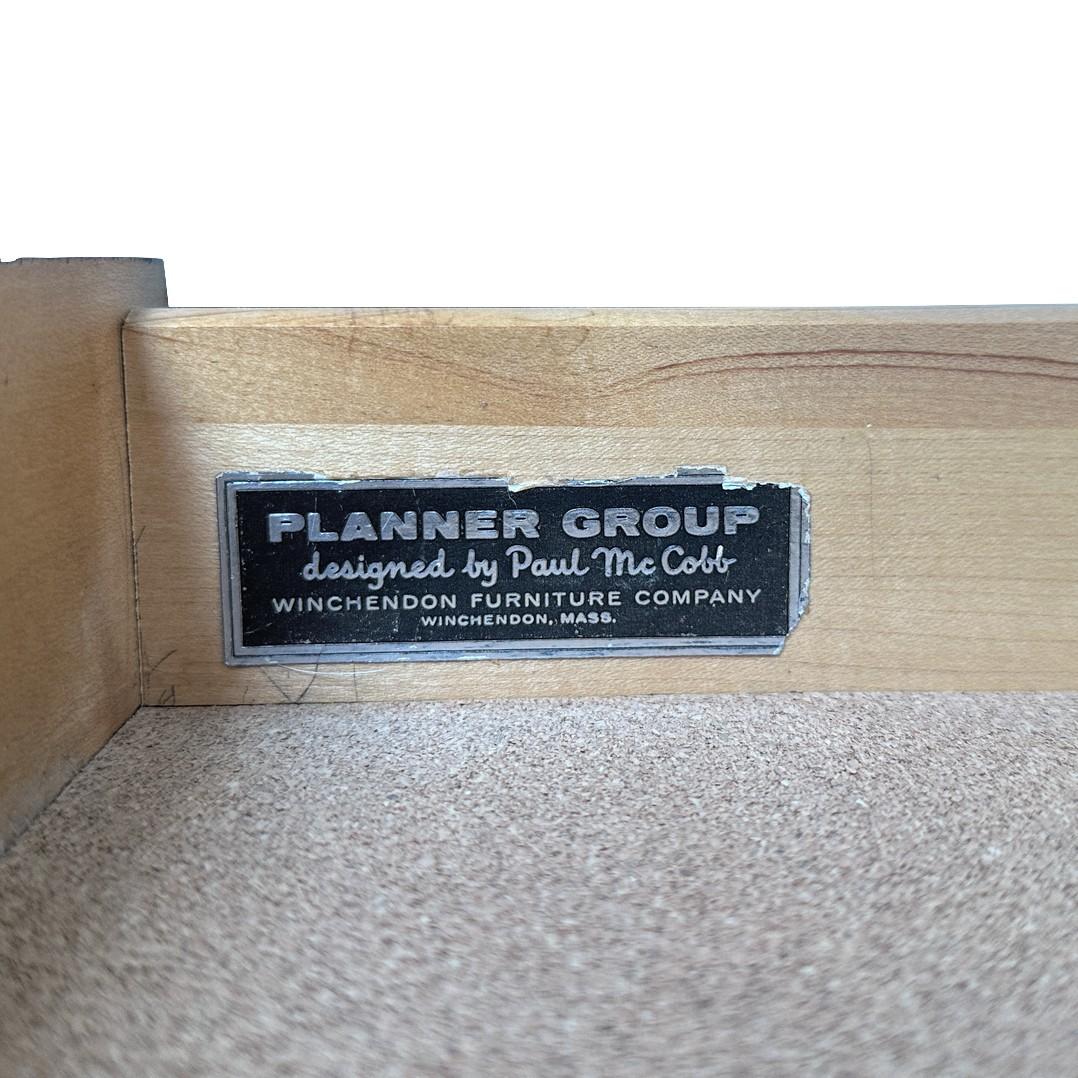 PLANNER GROUP
designed by Paul McCobb
WINCHENDON FURNITURE COMPANY
WINCHENDON, MASS.